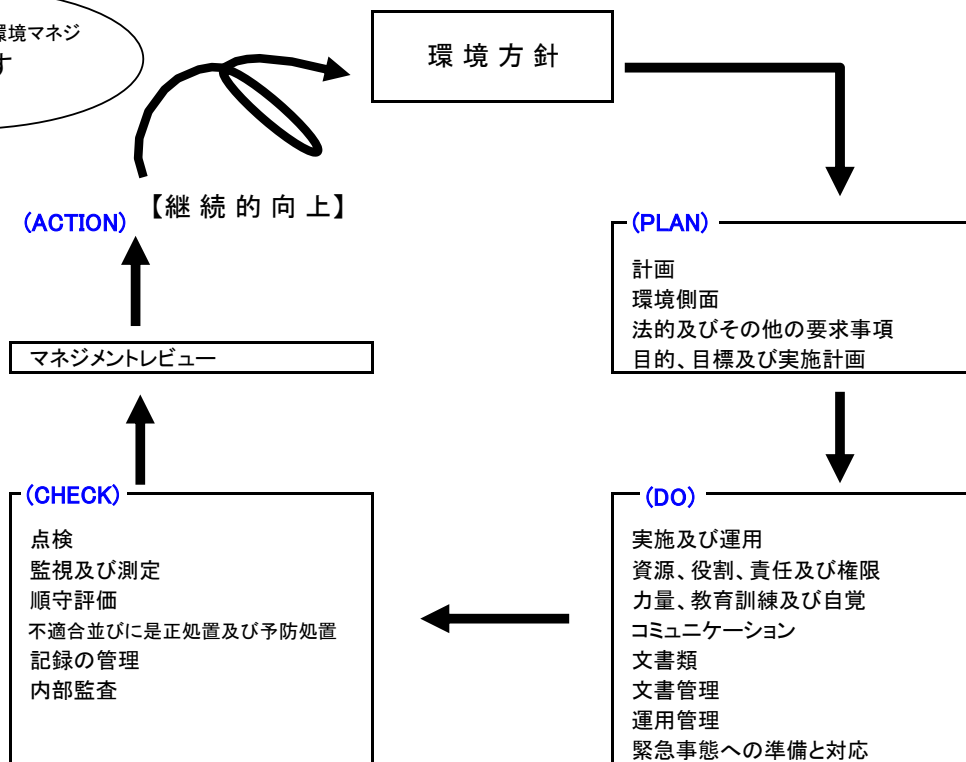 環境マネジ
す
環 境 方 針
【継 続 的 向 上】
(ACTION)
(PLAN)
計画
環境側面
法的及びその他の要求事項
目的、目標及び実施計画
マネジメントレビュー
(CHECK)
点検
監視及び測定
順守評価
不適合並びに是正処置及び予防処置
記録の管理
内部監査
(DO)
実施及び運用
資源、役割、責任及び権限
力量、教育訓練及び自覚
コミュニケーション
文書類
文書管理
運用管理
緊急事態への準備と対応